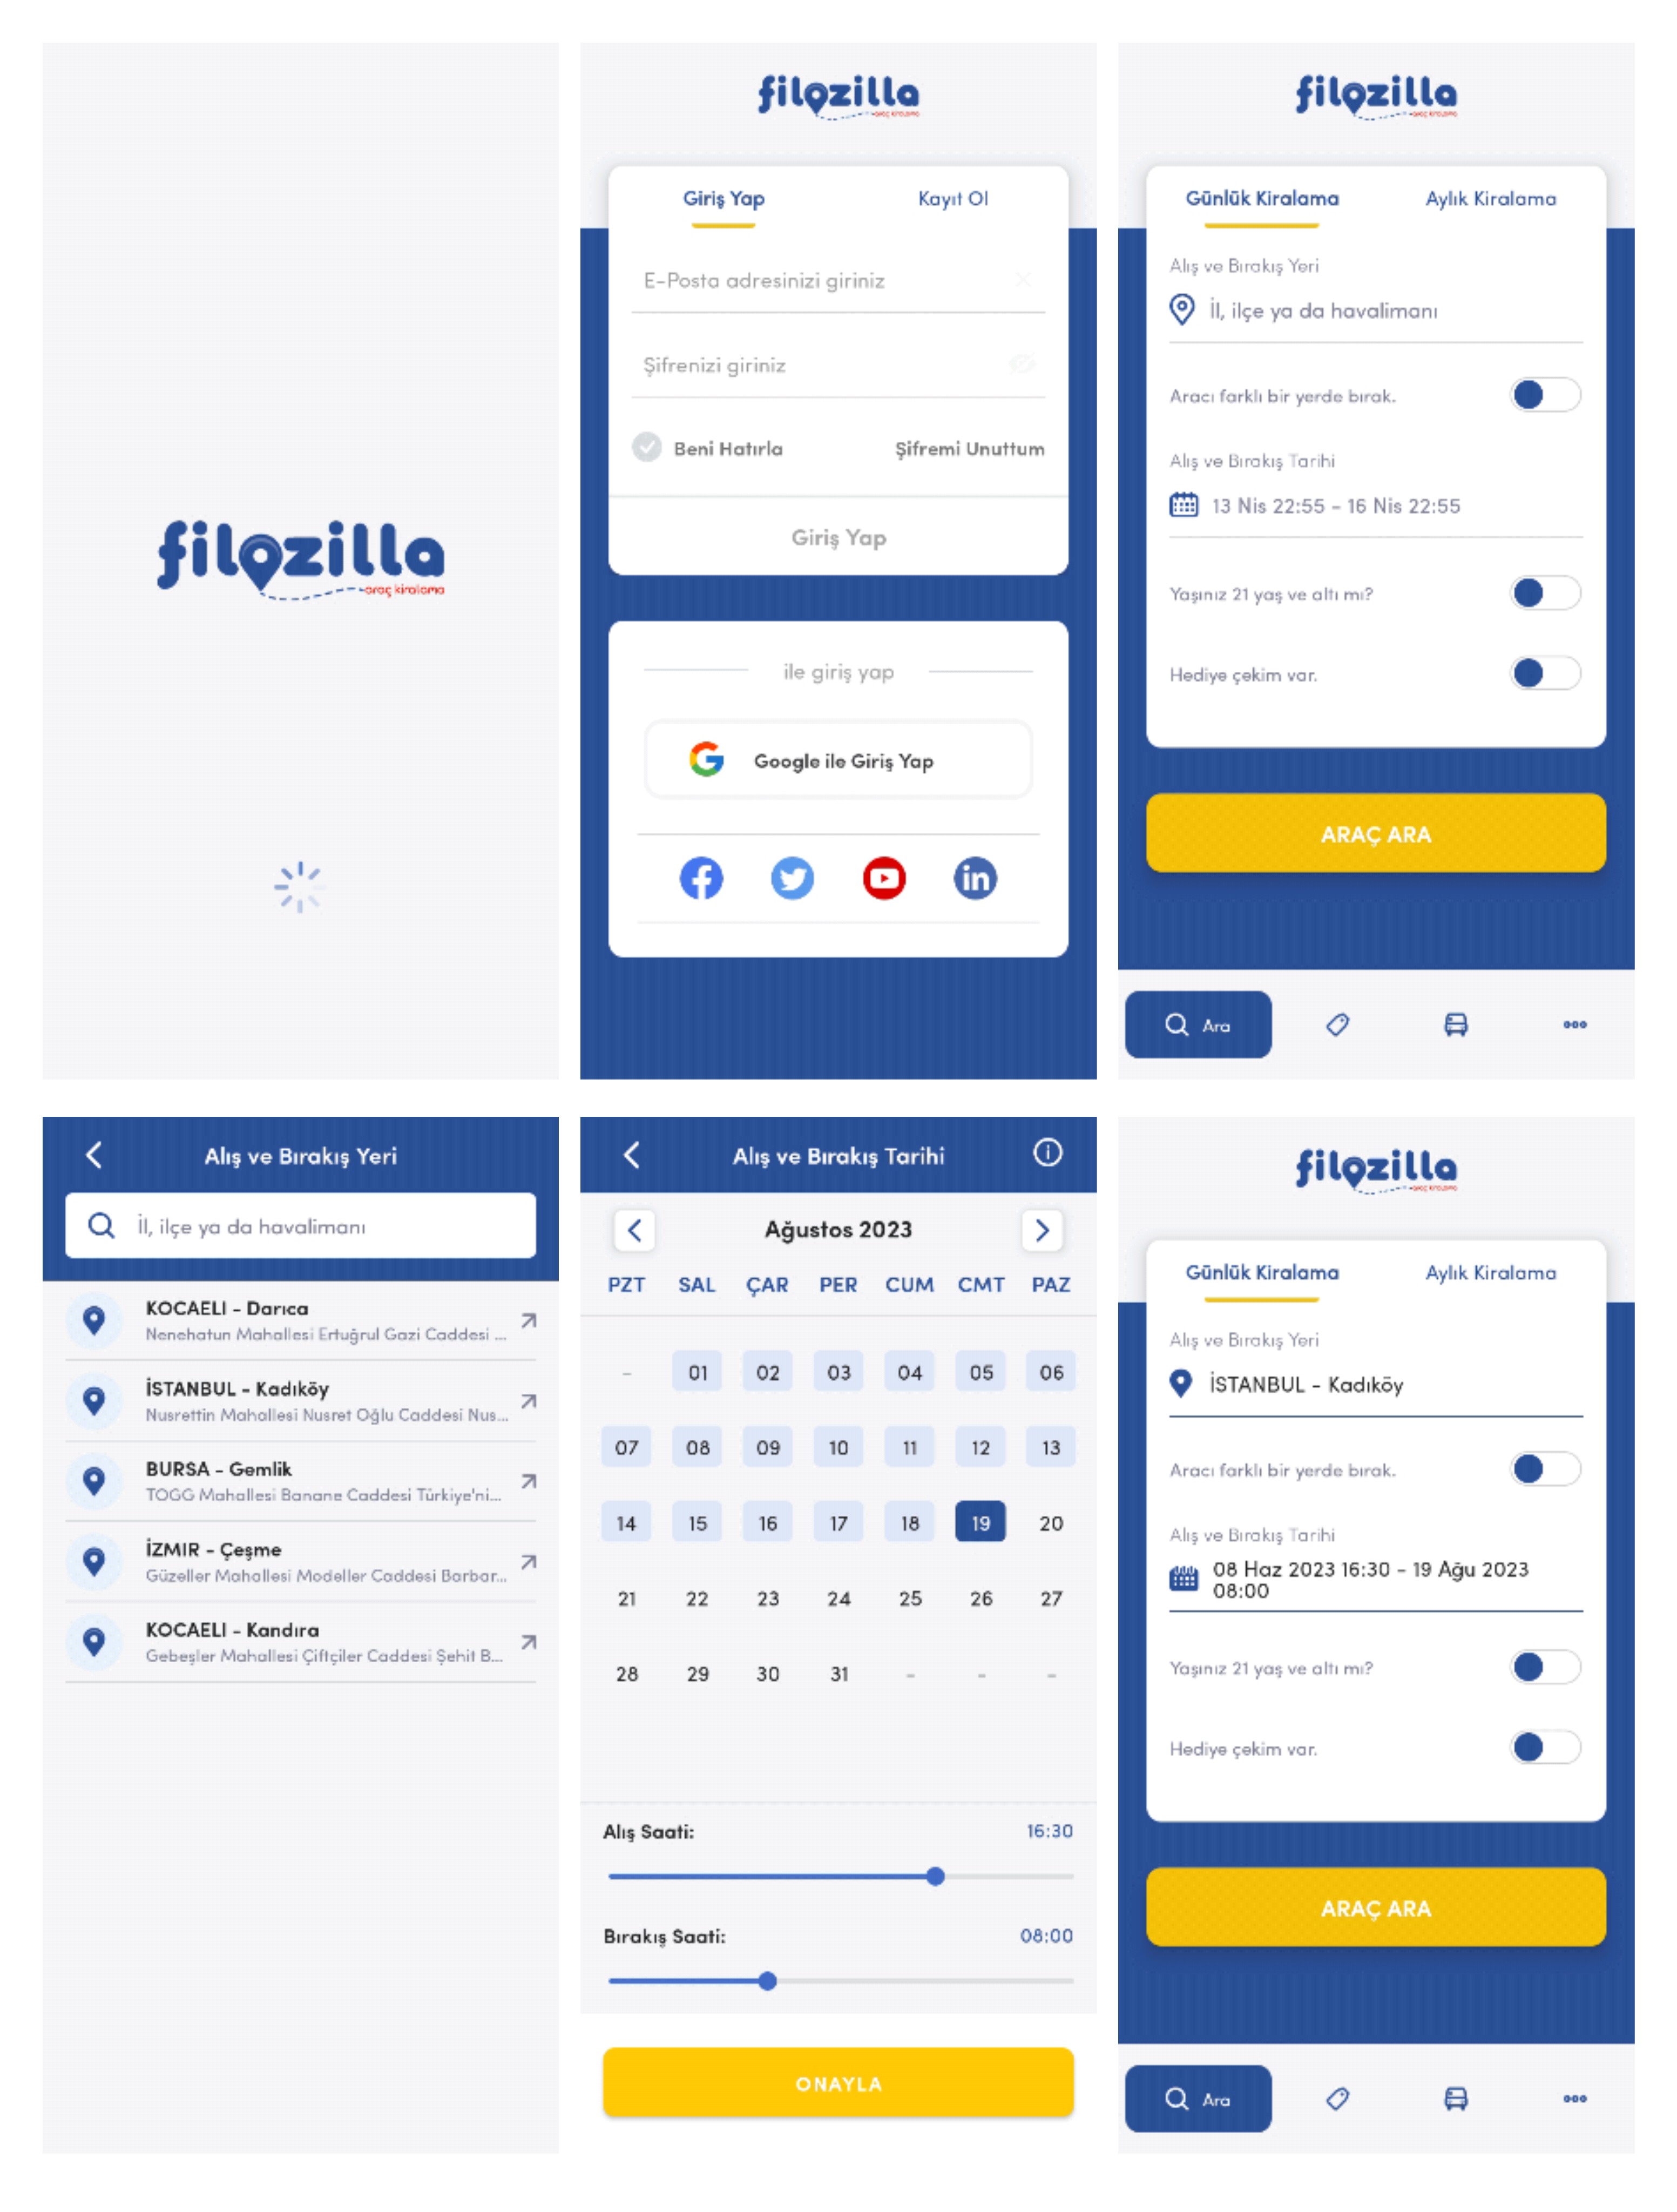 filozilla
araç kiralama
filozilla
araç kiralama
Giriş Yap
Kayıt Ol
E-Posta adresinizi giriniz
Şifrenizi giriniz
Beni Hatırla
Şifremi Unuttum
Giriş Yap
ile giriş yap
Google ile Giriş Yap
filozilla
araç kiralama
Günlük Kiralama
Aylık Kiralama
Alış ve Bırakış Yeri
İl, ilçe ya da havalimanı
Aracı farklı bir yerde bırak.
Alış ve Bırakış Tarihi
13 Nis 22:55 - 16 Nis 22:55
Yaşınız 21 yaş ve altı mı?
Hediye çekim var.
ARAÇ ARA
Ara
Alış ve Bırakış Yeri
İl, ilçe ya da havalimanı
KOCAELI - Darıca
Nenehatun Mahallesi Ertuğrul Gazi Caddesi ...
İSTANBUL - Kadıköy
Nusrettin Mahallesi Nusret Oğlu Caddesi Nus...
BURSA - Gemlik
TOGG Mahallesi Banane Caddesi Türkiye'ni...
İZMIR - Çeşme
Güzeller Mahallesi Modeller Caddesi Barbar...
KOCAELI - Kandıra
Gebeşler Mahallesi Çiftçiler Caddesi Şehit B...
Alış ve Bırakış Tarihi
Ağustos 2023
PZT SAL ÇAR PER CUM CMT PAZ
- 01 02 03 04 05 06
07 08 09 10 11 12 13
14 15 16 17 18 19 20
21 22 23 24 25 26 27
28 29 30 31 - - -
Alış Saati: 16:30
Bırakış Saati: 08:00
ONAYLA
filozilla
araç kiralama
Günlük Kiralama
Aylık Kiralama
Alış ve Bırakış Yeri
İSTANBUL - Kadıköy
Aracı farklı bir yerde bırak.
Alış ve Bırakış Tarihi
08 Haz 2023 16:30 - 19 Ağu 2023
08:00
Yaşınız 21 yaş ve altı mı?
Hediye çekim var.
ARAÇ ARA
Ara